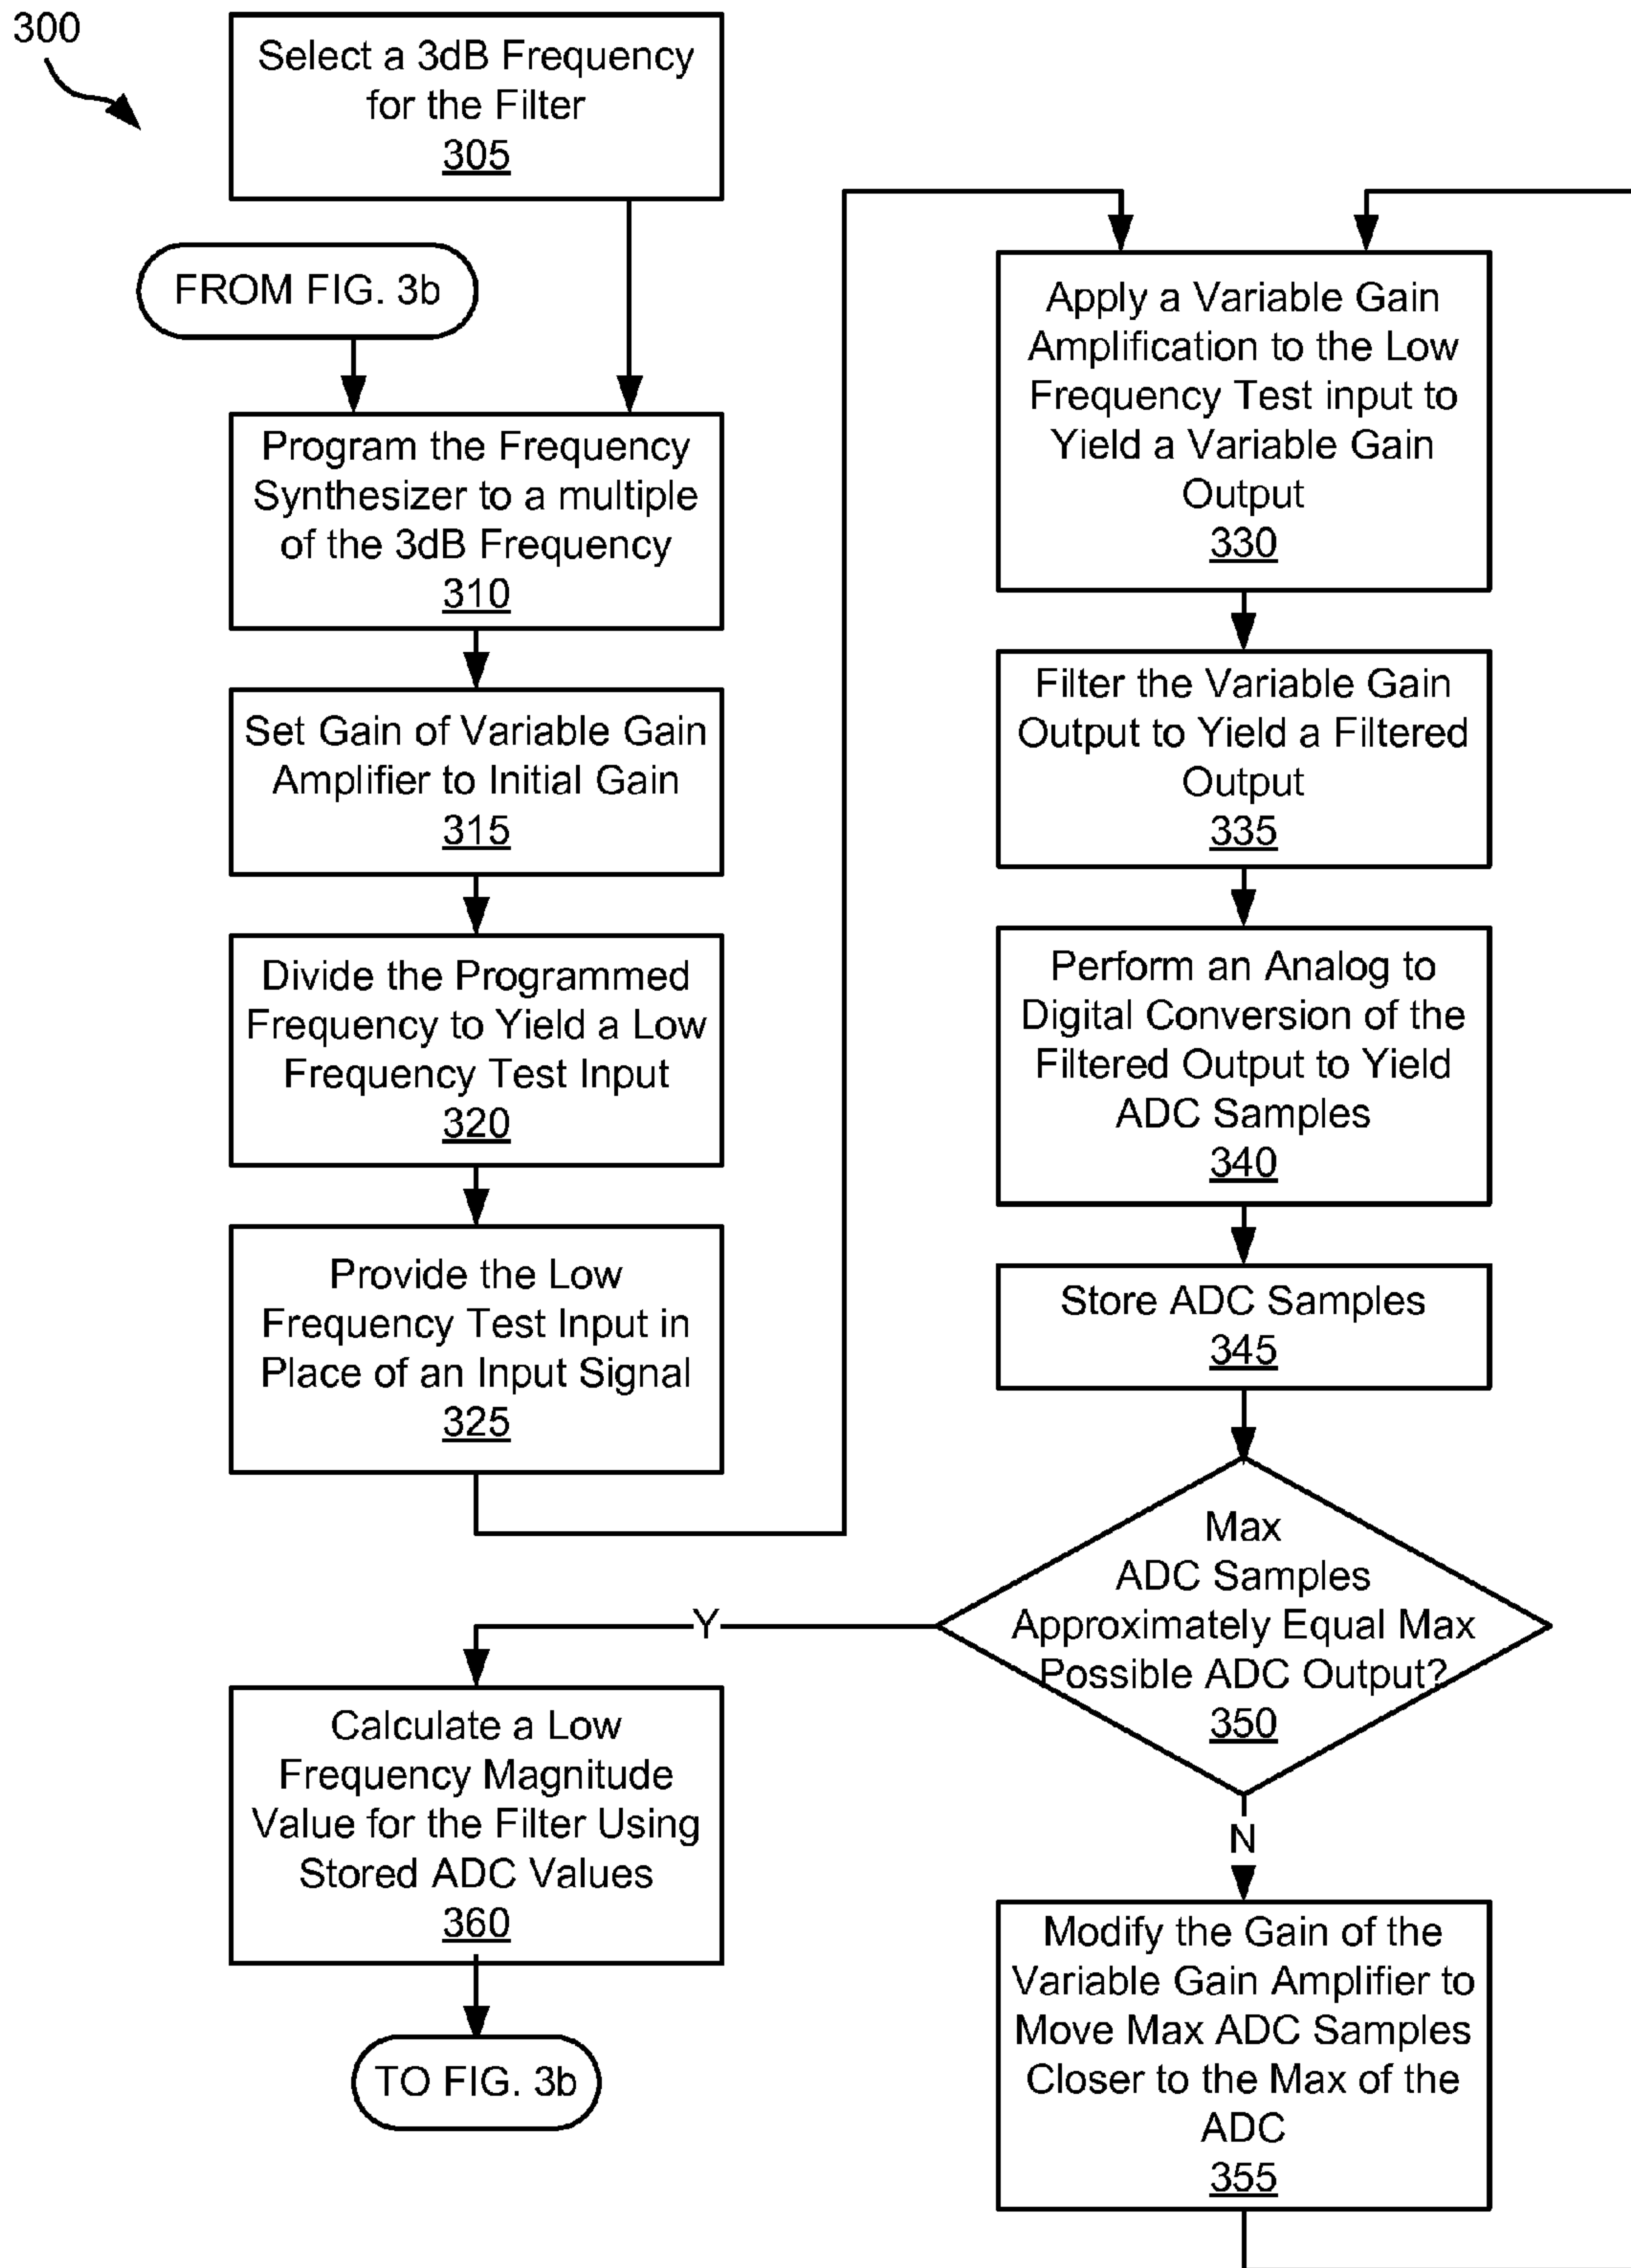 300
Select a 3dB Frequency
for the Filter
305
FROM FIG. 3b
Program the Frequency
Synthesizer to a multiple
of the 3dB Frequency
310
Set Gain of Variable Gain
Amplifier to Initial Gain
315
Divide the Programmed
Frequency to Yield a Low
Frequency Test Input
320
Provide the Low
Frequency Test Input in
Place of an Input Signal
325
Apply a Variable Gain
Amplification to the Low
Frequency Test input to
Yield a Variable Gain
Output
330
Filter the Variable Gain
Output to Yield a Filtered
Output
335
Perform an Analog to
Digital Conversion of the
Filtered Output to Yield
ADC Samples
340
Store ADC Samples
345
Max
ADC Samples
Approximately Equal Max
Possible ADC Output?
350
Y
N
Calculate a Low
Frequency Magnitude
Value for the Filter Using
Stored ADC Values
360
TO FIG. 3b
Modify the Gain of the
Variable Gain Amplifier to
Move Max ADC Samples
Closer to the Max of the
ADC
355